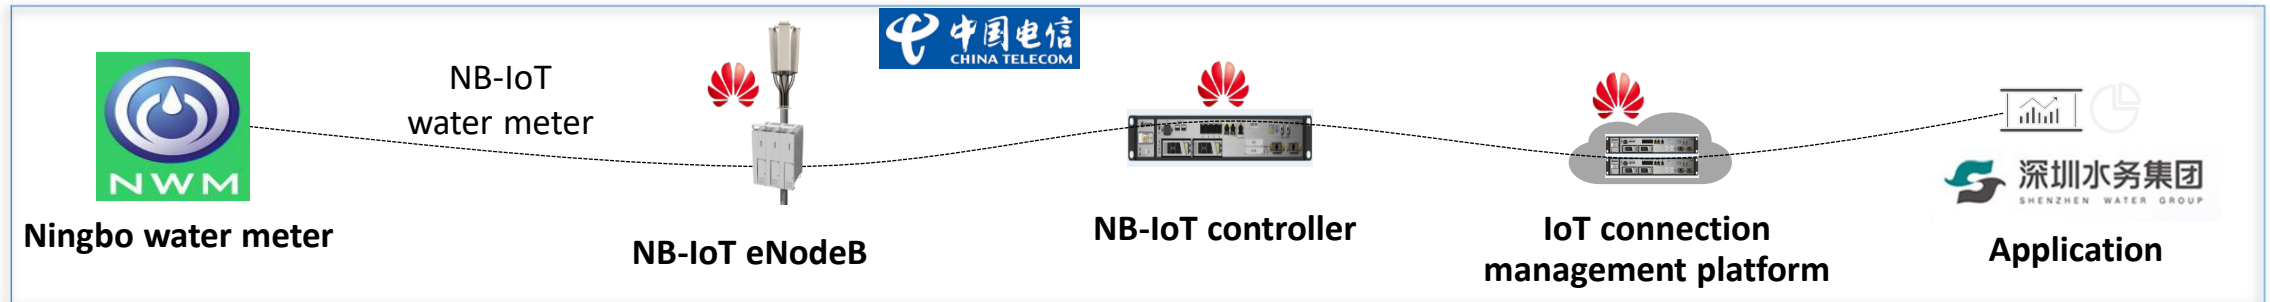 中国电信
CHINA TELECOM
NB-IoT
water meter
NWM
Ningbo water meter
NB-IoT eNodeB
NB-IoT controller
IoT connection
management platform
深圳水务集团
SHENZHEN WATER GROUP
Application